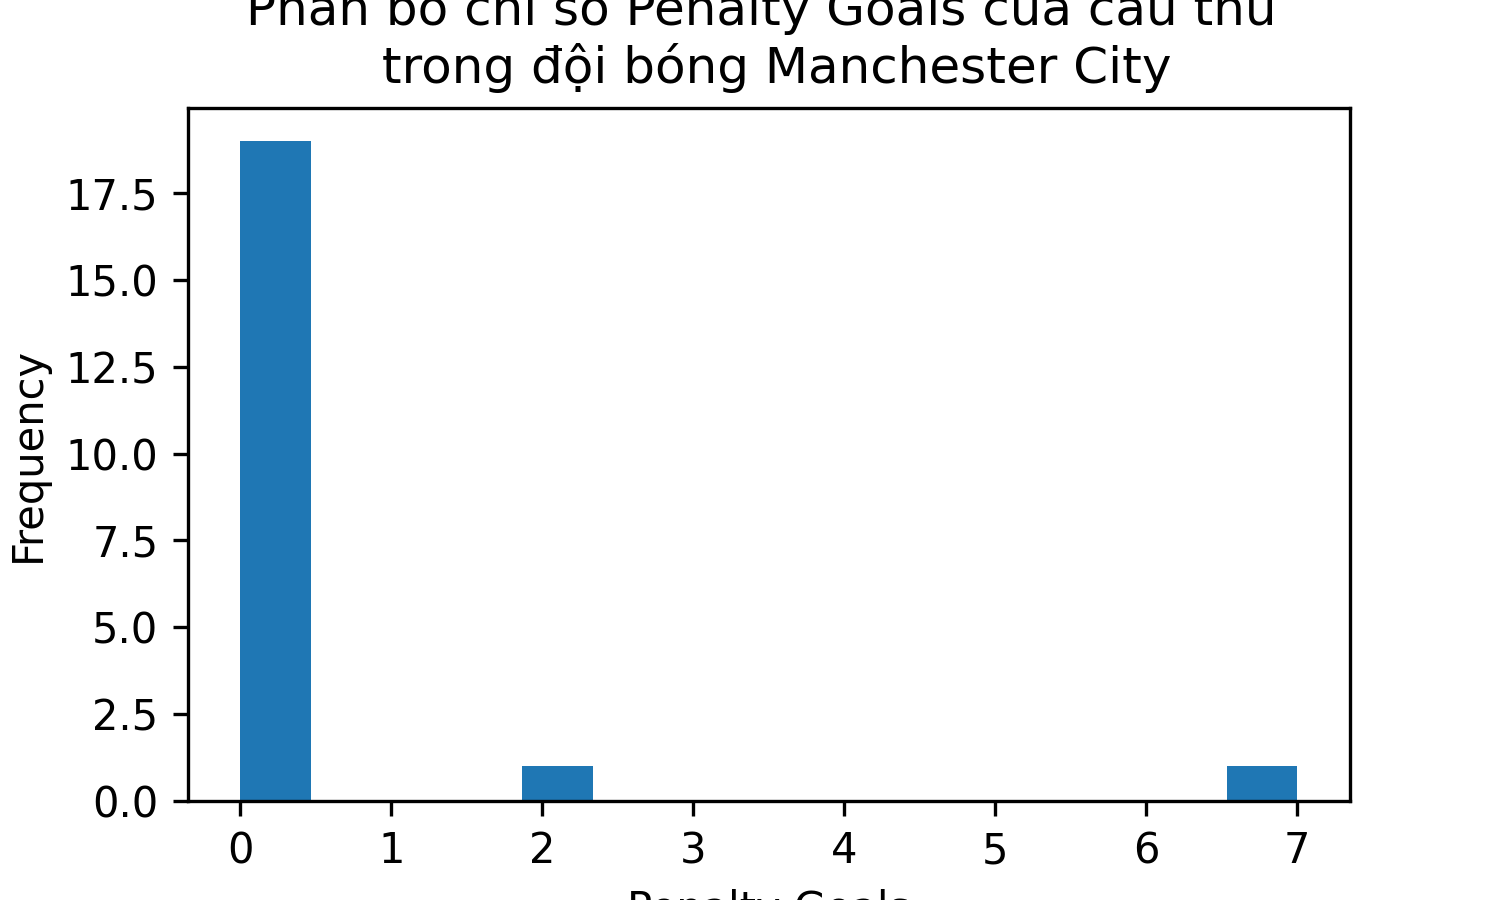 Phân bố chỉ số Penalty Goals của cầu thủ
trong đội bóng Manchester City
Frequency
17.5
15.0
12.5
10.0
7.5
5.0
2.5
0.0
0 1 2 3 4 5 6 7
Penalty Goals